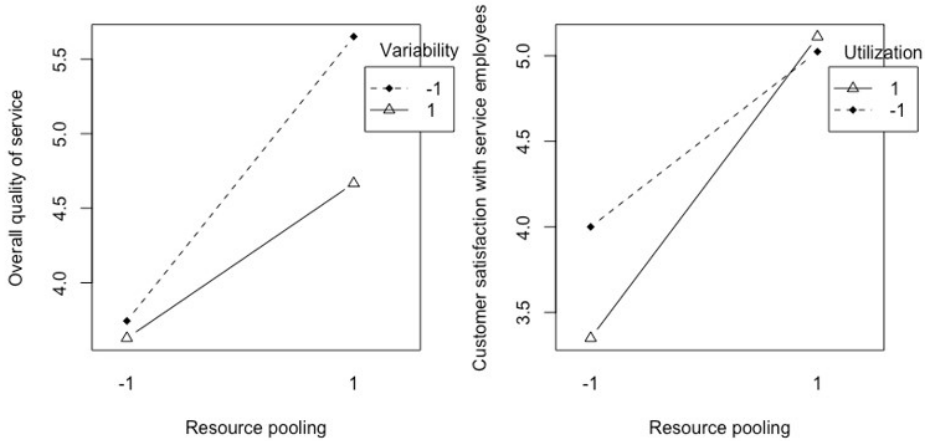 Overall quality of service
5.5
5.0
4.5
4.0
Variability
-1
1
-1
1
Resource pooling
Customer satisfaction with service employees
5.0
4.5
4.0
3.5
Utilization
1
-1
-1
1
Resource pooling